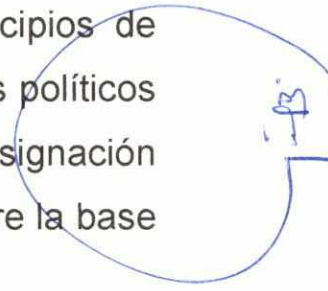 cipios de
s políticos
signación
re la base